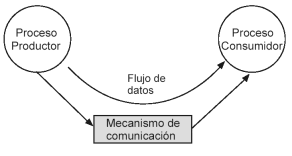 Proceso
Productor
Proceso
Consumidor
Flujo de
datos
Mecanismo de
comunicación